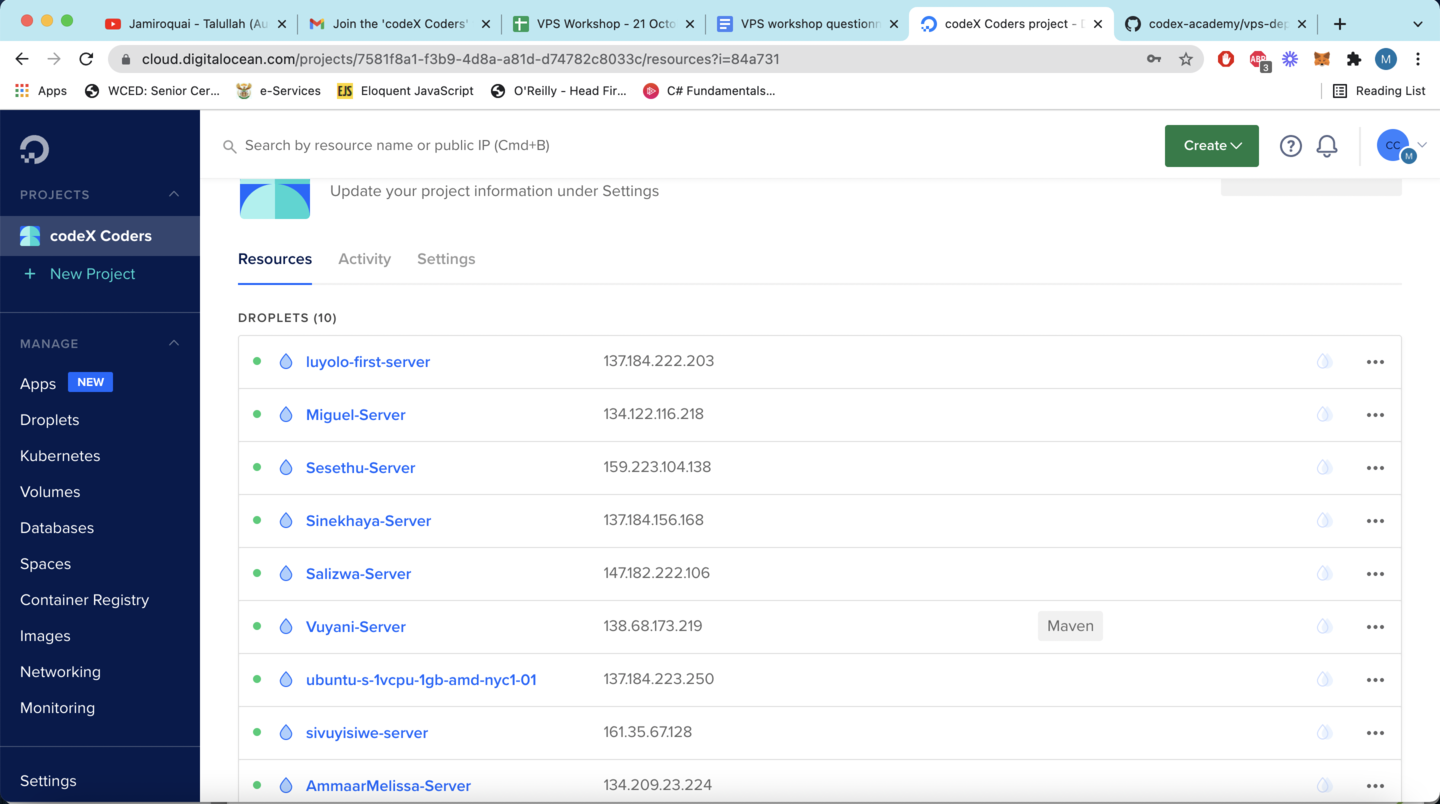 Jamiroquai - Talullah (Au
Join the 'codeX Coders'
VPS Workshop - 21 Octo
VPS workshop questionn
codeX Coders project - D
codex-academy/vps-dep
cloud.digitalocean.com/projects/7581f8a1-f3b9-4d8a-a81d-d74782c8033c/resources?i=84a731
ABP
3
M
Apps
WCED: Senior Cer...
e-Services
EJS
Eloquent JavaScript
O'Reilly - Head Fir...
C# Fundamentals...
Reading List
Search by resource name or public IP (Cmd+B)
Create
?
CC
M
PROJECTS
codeX Coders
+ New Project
MANAGE
Apps NEW
Droplets
Kubernetes
Volumes
Databases
Spaces
Container Registry
Images
Networking
Monitoring
Settings
Update your project information under Settings
Resources Activity Settings
DROPLETS (10)
luyolo-first-server 137.184.222.203
Miguel-Server 134.122.116.218
Sesethu-Server 159.223.104.138
Sinekhaya-Server 137.184.156.168
Salizwa-Server 147.182.222.106
Vuyani-Server 138.68.173.219 Maven
ubuntu-s-1vcpu-1gb-amd-nyc1-01 137.184.223.250
sivuyisiwe-server 161.35.67.128
AmmaarMelissa-Server 134.209.23.224